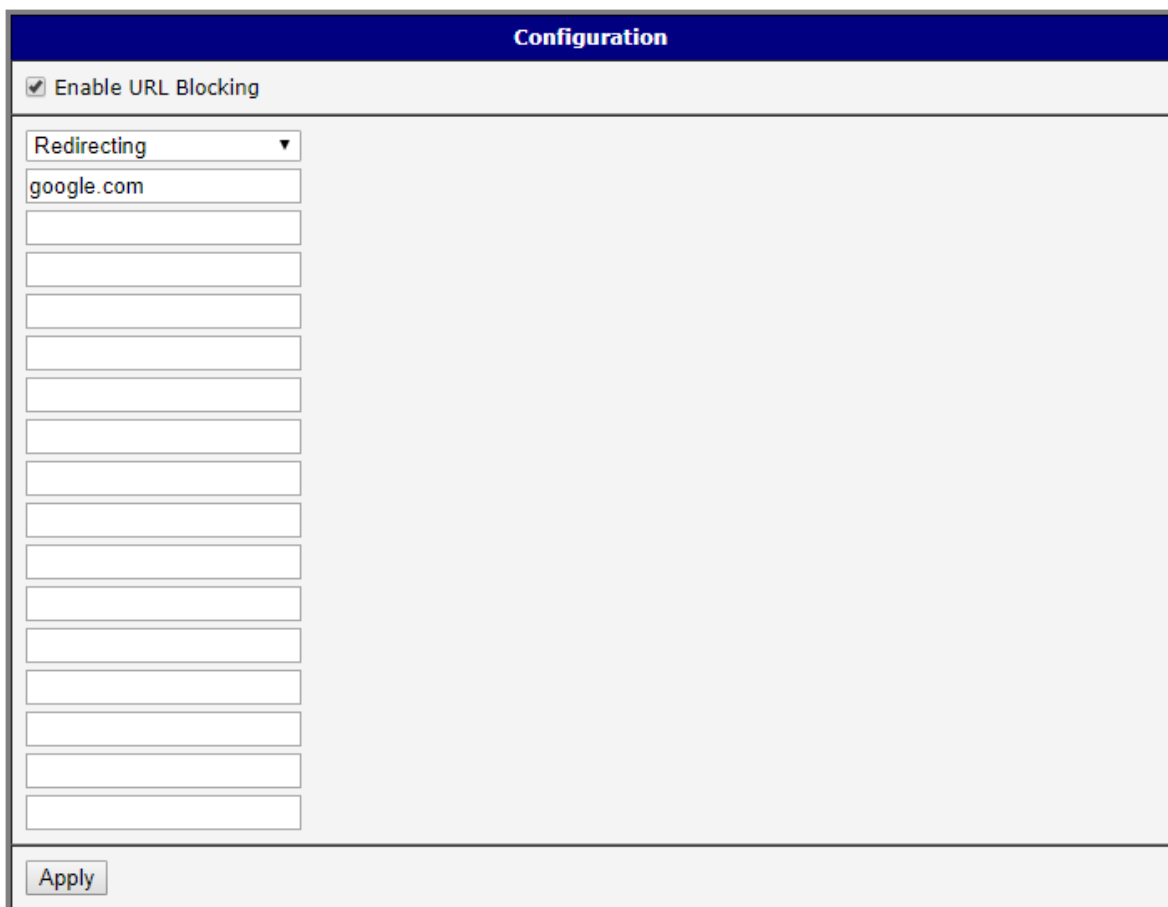 Configuration
Enable URL Blocking
Redirecting
google.com
Apply